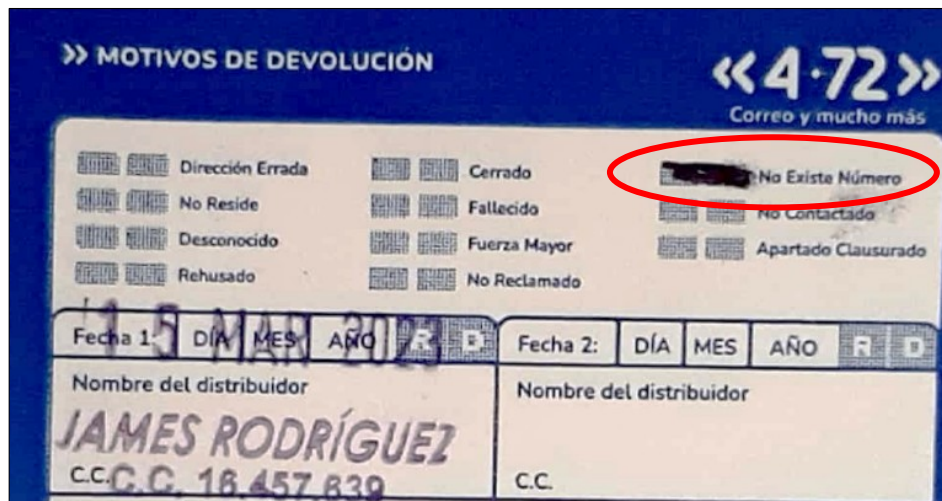 >> MOTIVOS DE DEVOLUCIÓN
<<4·72>>
Correo y mucho más
Dirección Errada
Cerrado
No Existe Número
No Reside
Fallecido
No Contactado
Desconocido
Fuerza Mayor
Apartado Clausurado
Rehusado
No Reclamado
15 MAR
Fecha 1: DÍA MES AÑO R D
Fecha 2: DÍA MES AÑO R D
Nombre del distribuidor
Nombre del distribuidor
JAMES RODRÍGUEZ
C.C. C.C. 16.457.639
C.C.